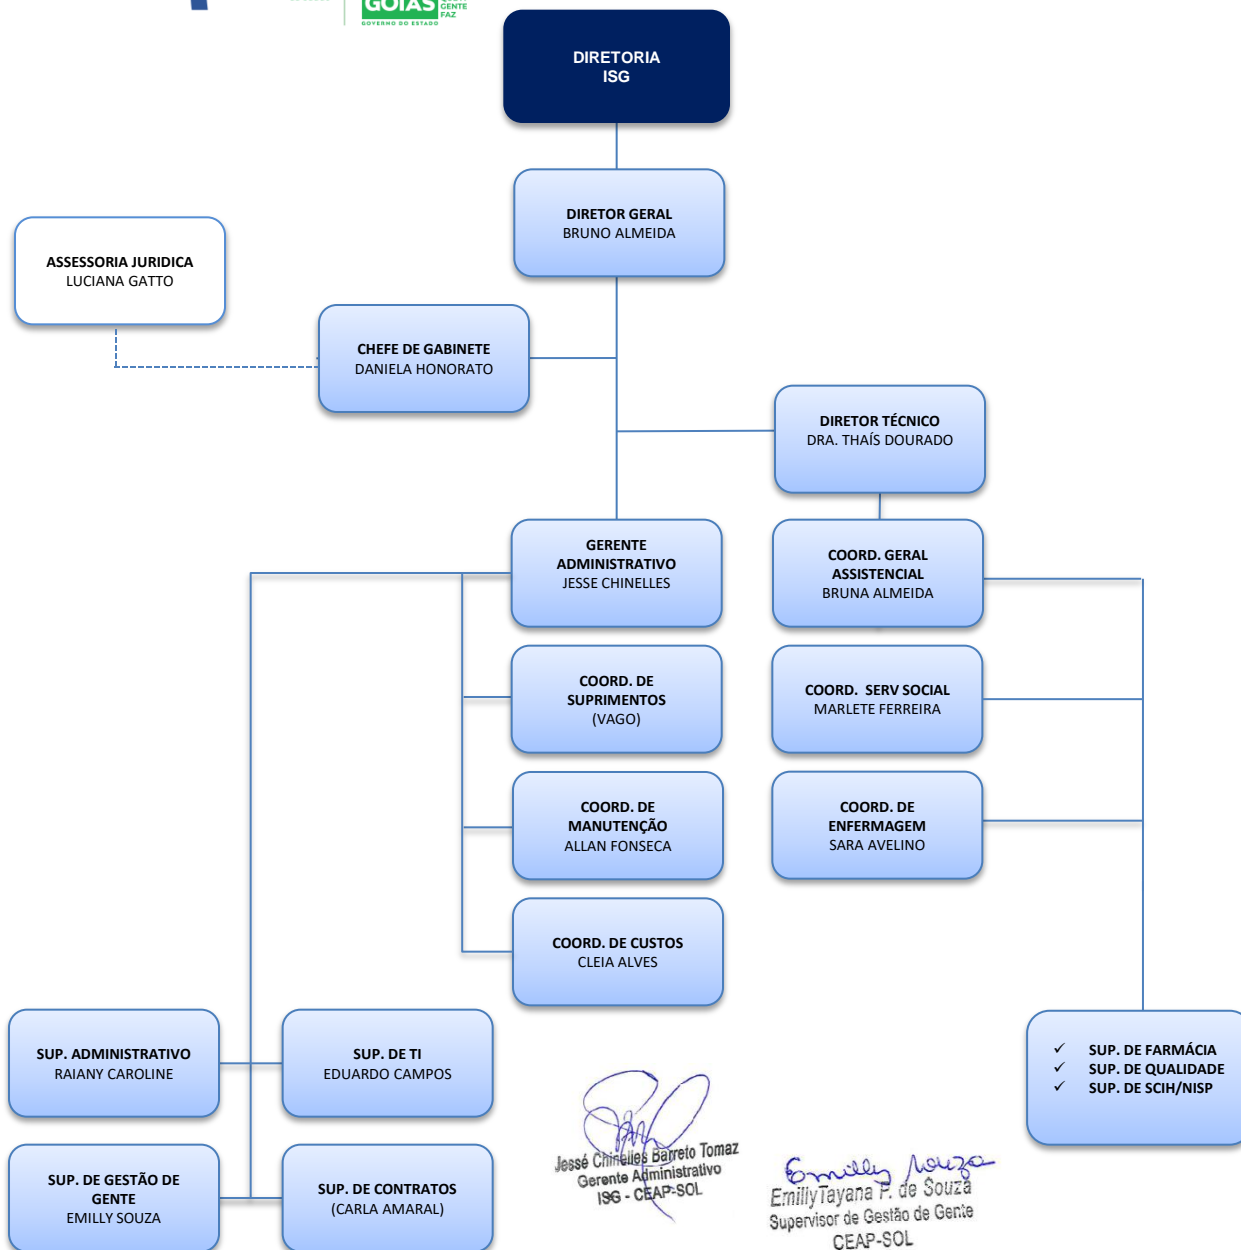 GOIÁS
GENTE
FAZ
GOVERNO DO ESTADO
DIRETORIA
ISG
DIRETOR GERAL
BRUNO ALMEIDA
ASSESSORIA JURIDICA
LUCIANA GATTO
CHEFE DE GABINETE
DANIELA HONORATO
DIRETOR TÉCNICO
DRA. THAÍS DOURADO
GERENTE
ADMINISTRATIVO
JESSE CHINELLES
COORD. GERAL
ASSISTENCIAL
BRUNA ALMEIDA
COORD. DE
SUPRIMENTOS
(VAGO)
COORD.  SERV SOCIAL
MARLETE FERREIRA
COORD. DE
MANUTENÇÃO
ALLAN FONSECA
COORD. DE
ENFERMAGEM
SARA AVELINO
COORD. DE CUSTOS
CLEIA ALVES
SUP. ADMINISTRATIVO
RAIANY CAROLINE
SUP. DE TI
EDUARDO CAMPOS
✓ SUP. DE FARMÁCIA
✓ SUP. DE QUALIDADE
✓ SUP. DE SCIH/NISP
SUP. DE GESTÃO DE
GENTE
EMILLY SOUZA
SUP. DE CONTRATOS
(CARLA AMARAL)
Jessé Chinelles Barreto Tomaz
Gerente Administrativo
ISG - CEAP-SOL
Emilly Souza
Emilly Tayana P. de Souza
Supervisor de Gestão de Gente
CEAP-SOL